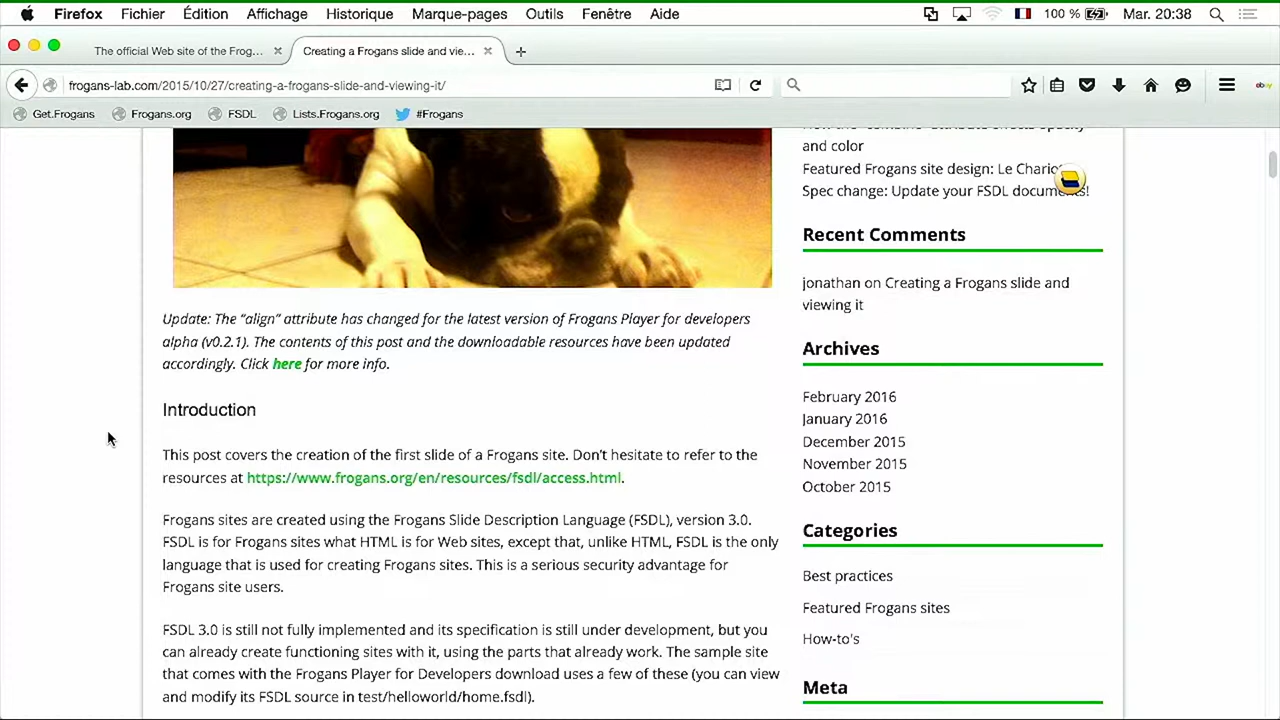 Firefox Fichier Édition Affichage Historique Marque-pages Outils Fenêtre Aide 100 % Mar. 20:38
The official Web site of the Frog... Creating a Frogans slide and vie...
frogans-lab.com/2015/10/27/creating-a-frogans-slide-and-viewing-it/
ebay
Get.Frogans Frogans.org FSDL Lists.Frogans.org #Frogans
Update: The “align” attribute has changed for the latest version of Frogans Player for developers
alpha (v0.2.1). The contents of this post and the downloadable resources have been updated
accordingly. Click here for more info.
Introduction
This post covers the creation of the first slide of a Frogans site. Don’t hesitate to refer to the
resources at https://www.frogans.org/en/resources/fsdl/access.html.
Frogans sites are created using the Frogans Slide Description Language (FSDL), version 3.0.
FSDL is for Frogans sites what HTML is for Web sites, except that, unlike HTML, FSDL is the only
language that is used for creating Frogans sites. This is a serious security advantage for
Frogans site users.
FSDL 3.0 is still not fully implemented and its specification is still under development, but you
can already create functioning sites with it, using the parts that already work. The sample site
that comes with the Frogans Player for Developers download uses a few of these (you can view
and modify its FSDL source in test/helloworld/home.fsdl).
and color
Featured Frogans site design: Le
Spec change: Update your FSDL documents!
Recent Comments
jonathan on Creating a Frogans slide and
viewing it
Archives
February 2016
January 2016
December 2015
November 2015
October 2015
Categories
Best practices
Featured Frogans sites
How-to's
Meta